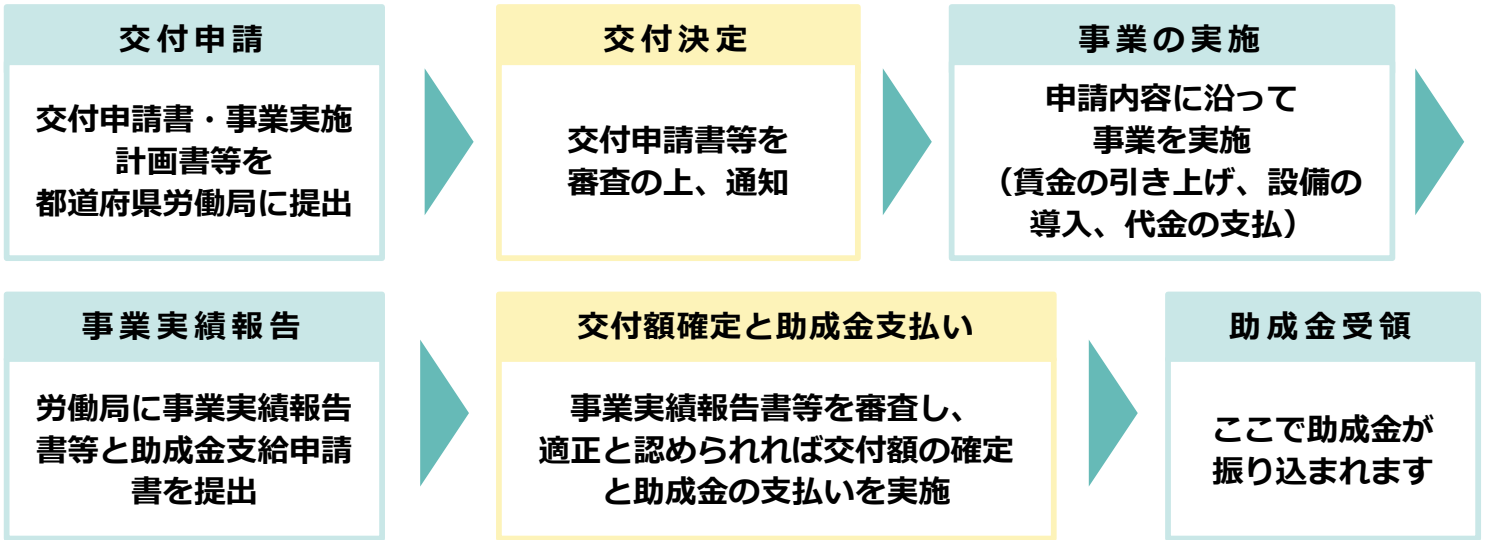 交付申請
交付申請書・事業実施
計画書等を
都道府県労働局に提出
交付決定
交付申請書等を
審査の上、通知
事業の実施
申請内容に沿って
事業を実施
（賃金の引き上げ、設備の
導入、代金の支払）
事業実績報告
労働局に事業実績報告
書等と助成金支給申請
書を提出
交付額確定と助成金支払い
事業実績報告書等を審査し、
適正と認められれば交付額の確定
と助成金の支払いを実施
助成金受領
ここで助成金が
振り込まれます